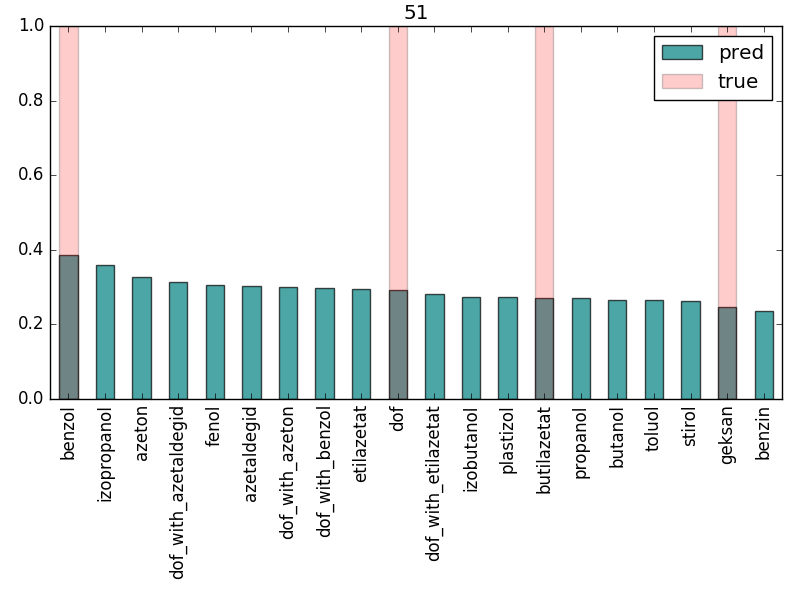 51
1.0
0.8
0.6
0.4
0.2
0.0
pred
true
benzol
izopropanol
azeton
dof_with_azetaldegid
fenol
azetaldegid
dof_with_azeton
dof_with_benzol
etilazetat
dof
dof_with_etilazetat
izobutanol
plastizol
butilazetat
propanol
butanol
toluol
stirol
geksan
benzin